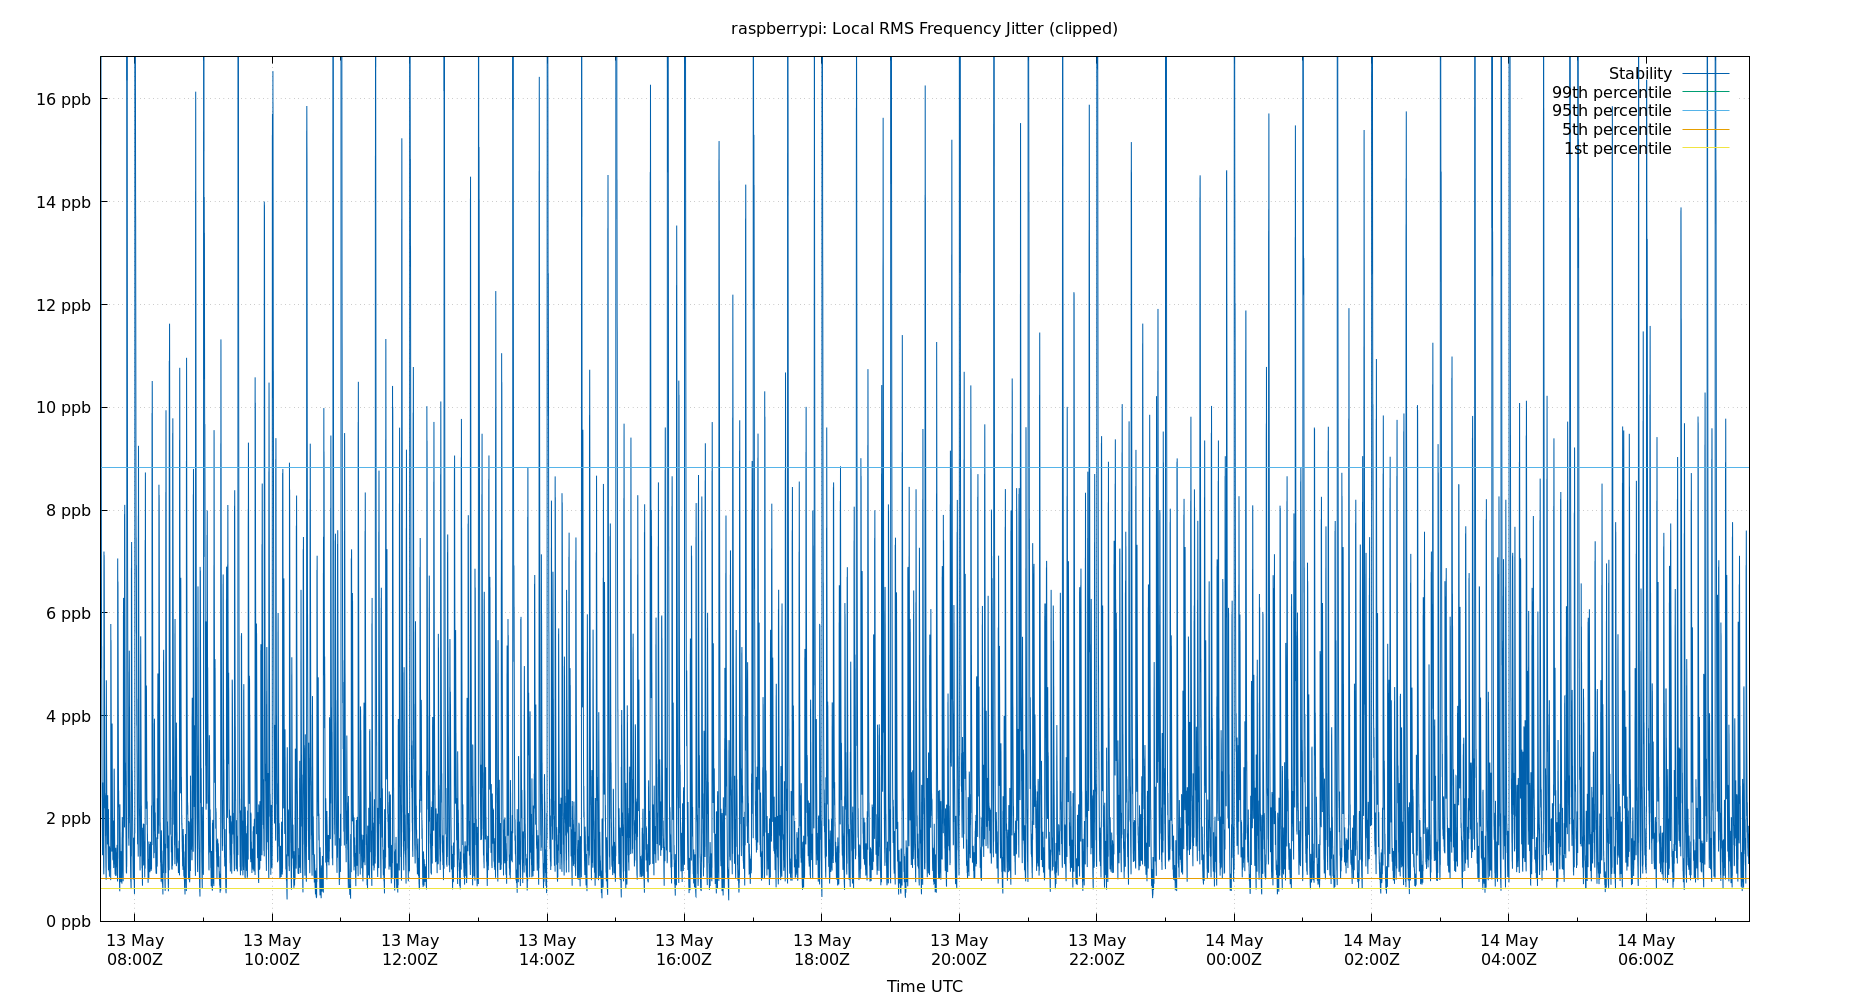 raspberrypi: Local RMS Frequency Jitter (clipped)
Stability
99th percentile
95th percentile
5th percentile
1st percentile
16 ppb
14 ppb
12 ppb
10 ppb
8 ppb
6 ppb
4 ppb
2 ppb
0 ppb
13 May 13 May 13 May 13 May 13 May 13 May 13 May 13 May 14 May 14 May 14 May 14 May
08:00Z 10:00Z 12:00Z 14:00Z 16:00Z 18:00Z 20:00Z 22:00Z 00:00Z 02:00Z 04:00Z 06:00Z
Time UTC